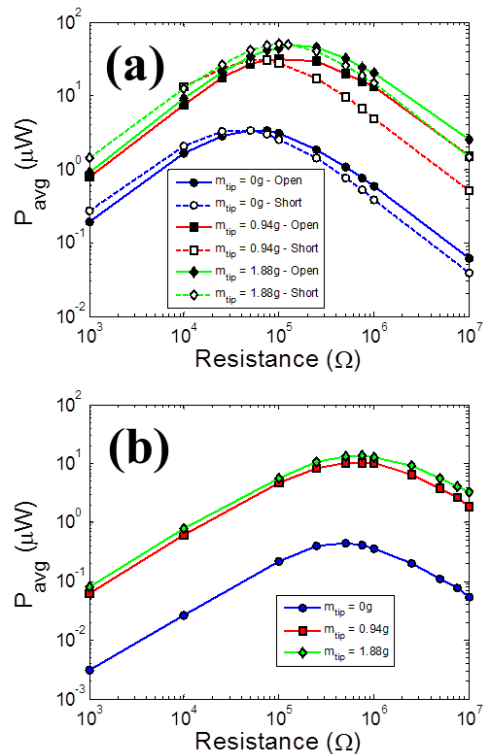 (a)
P_avg (μW)
10^2
10^1
10^0
10^-1
10^-2
m_tip = 0g - Open
m_tip = 0g - Short
m_tip = 0.94g - Open
m_tip = 0.94g - Short
m_tip = 1.88g - Open
m_tip = 1.88g - Short
10^3 10^4 10^5 10^6 10^7
Resistance (Ω)
(b)
P_avg (μW)
10^2
10^1
10^0
10^-1
10^-2
10^-3
m_tip = 0g
m_tip = 0.94g
m_tip = 1.88g
10^3 10^4 10^5 10^6 10^7
Resistance (Ω)